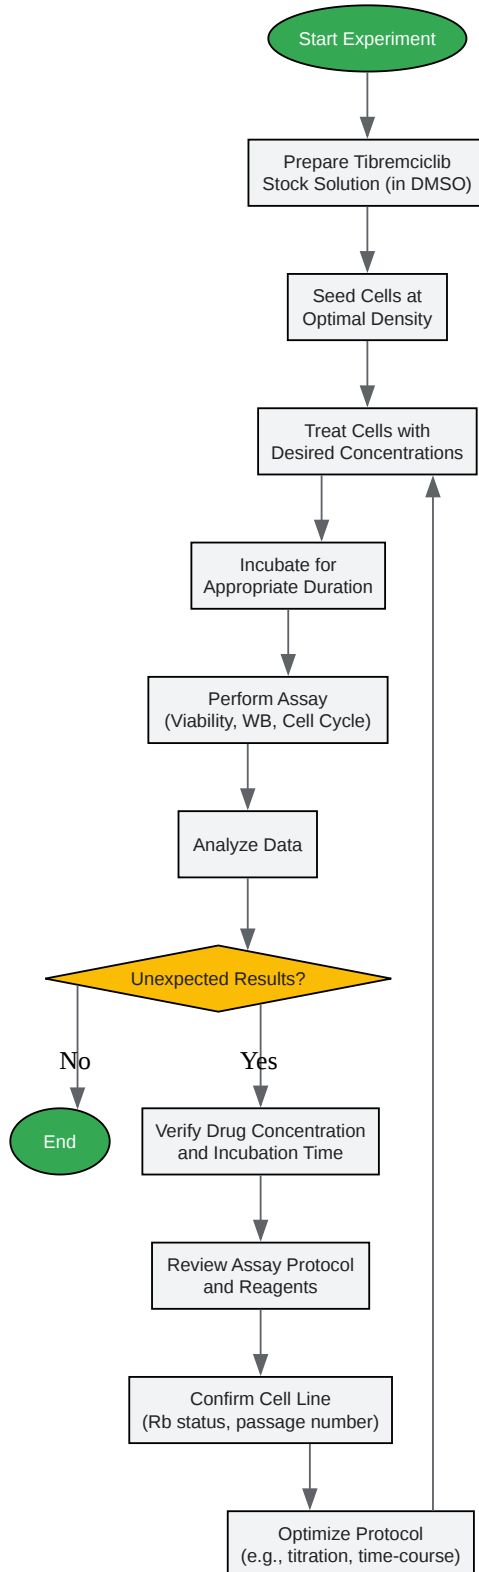 Start Experiment
Prepare Tibremciclib
Stock Solution (in DMSO)
Seed Cells at
Optimal Density
Treat Cells with
Desired Concentrations
Incubate for
Appropriate Duration
Perform Assay
(Viability, WB, Cell Cycle)
Analyze Data
Unexpected Results?
No
Yes
End
Verify Drug Concentration
and Incubation Time
Review Assay Protocol
and Reagents
Confirm Cell Line
(Rb status, passage number)
Optimize Protocol
(e.g., titration, time-course)